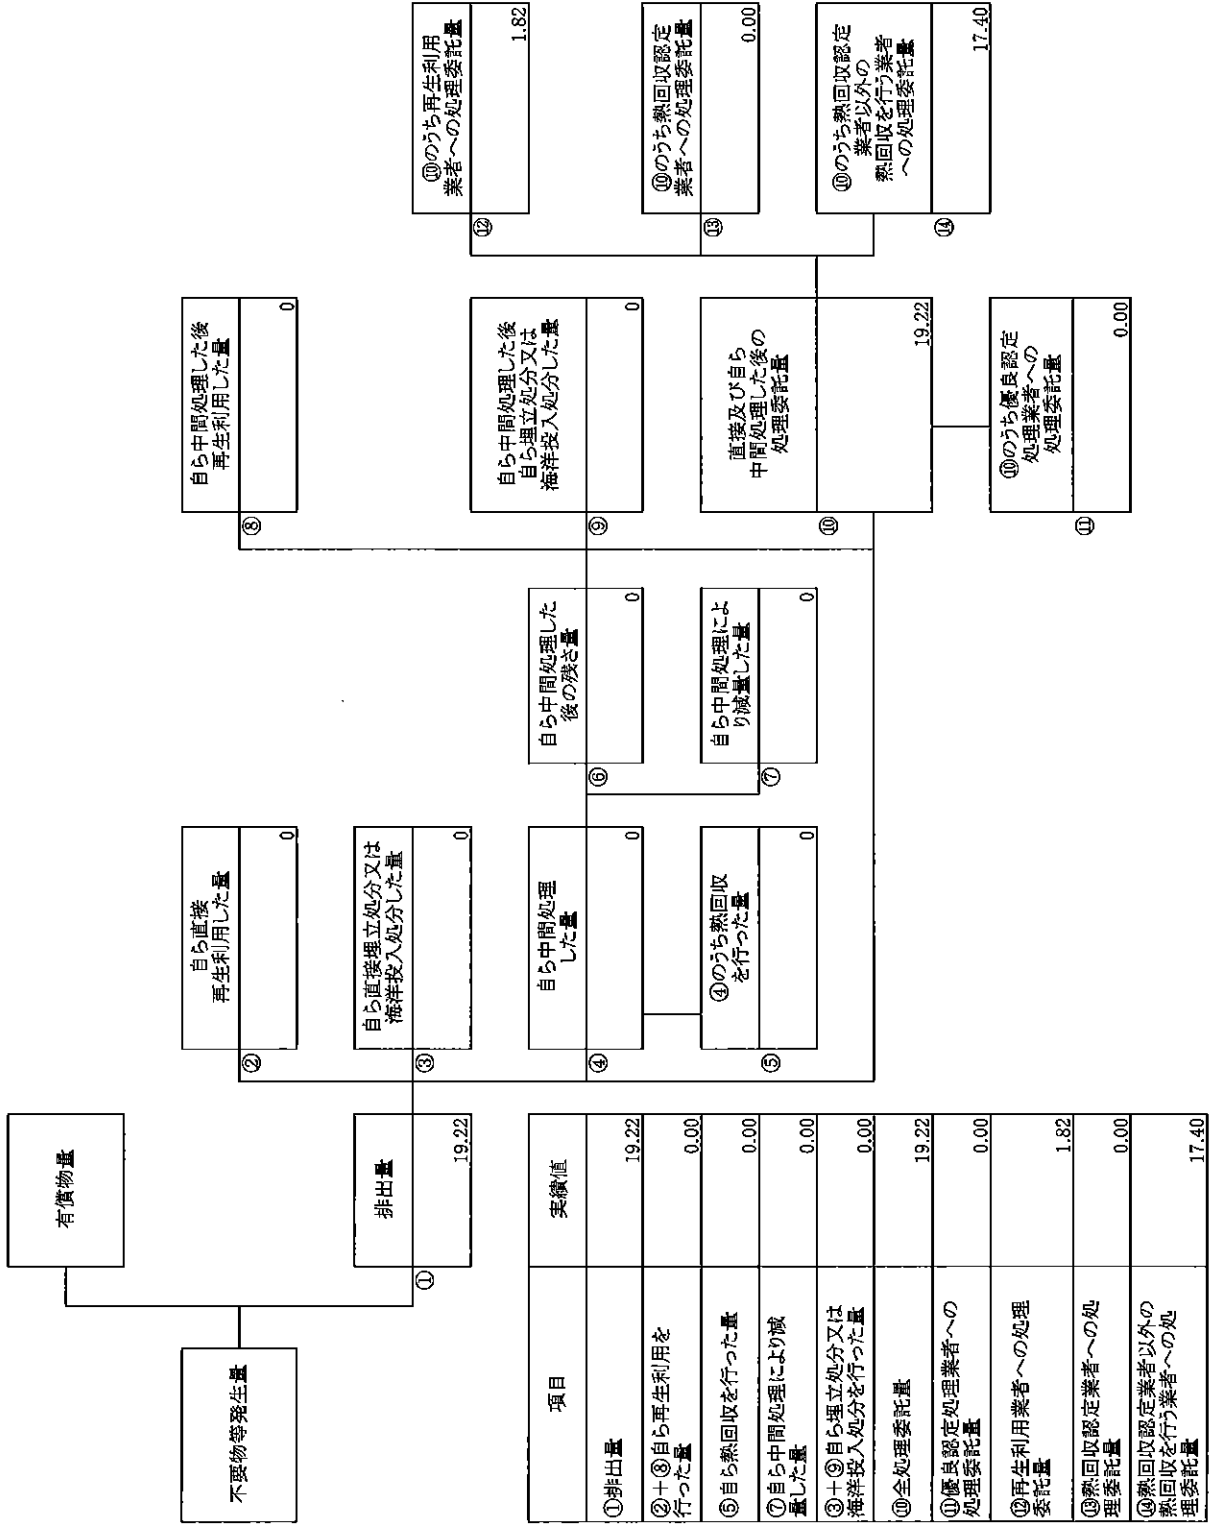 不要物等発生量
有償物量
①
排出量
19.22
②
自ら直接
再生利用した量
0
③
自ら直接埋立処分又は
海洋投入処分した量
0
④
自ら中間処理
した量
0
⑤
④のうち熱回収
を行った量
0
⑥
自ら中間処理した
後の残さ量
0
⑦
自ら中間処理によ
り減量した量
0
⑧
自ら中間処理した後
再生利用した量
0
⑨
自ら中間処理した後
自ら埋立処分又は
海洋投入処分した量
0
⑩
直接及び自ら
中間処理した後の
処理委託量
19.22
⑪
⑩のうち優良認定
処理業者への
処理委託量
0.00
⑫
⑩のうち再生利用
業者への処理委託量
1.82
⑬
⑩のうち熱回収認定
業者への処理委託量
0.00
⑭
⑩のうち熱回収認定
業者以外の
熱回収を行う業者
への処理委託量
17.40
項目
実績値
①排出量
19.22
②+⑧自ら再生利用を
行った量
0.00
⑤自ら熱回収を行った量
0.00
⑦自ら中間処理により減
量した量
0.00
③+⑨自ら埋立処分又は
海洋投入処分を行った量
0.00
⑩全処理委託量
19.22
⑪優良認定処理業者への
処理委託量
0.00
⑫再生利用業者への処理
委託量
1.82
⑬熱回収認定業者への処
理委託量
0.00
⑭熱回収認定業者以外の
熱回収を行う業者への処
理委託量
17.40